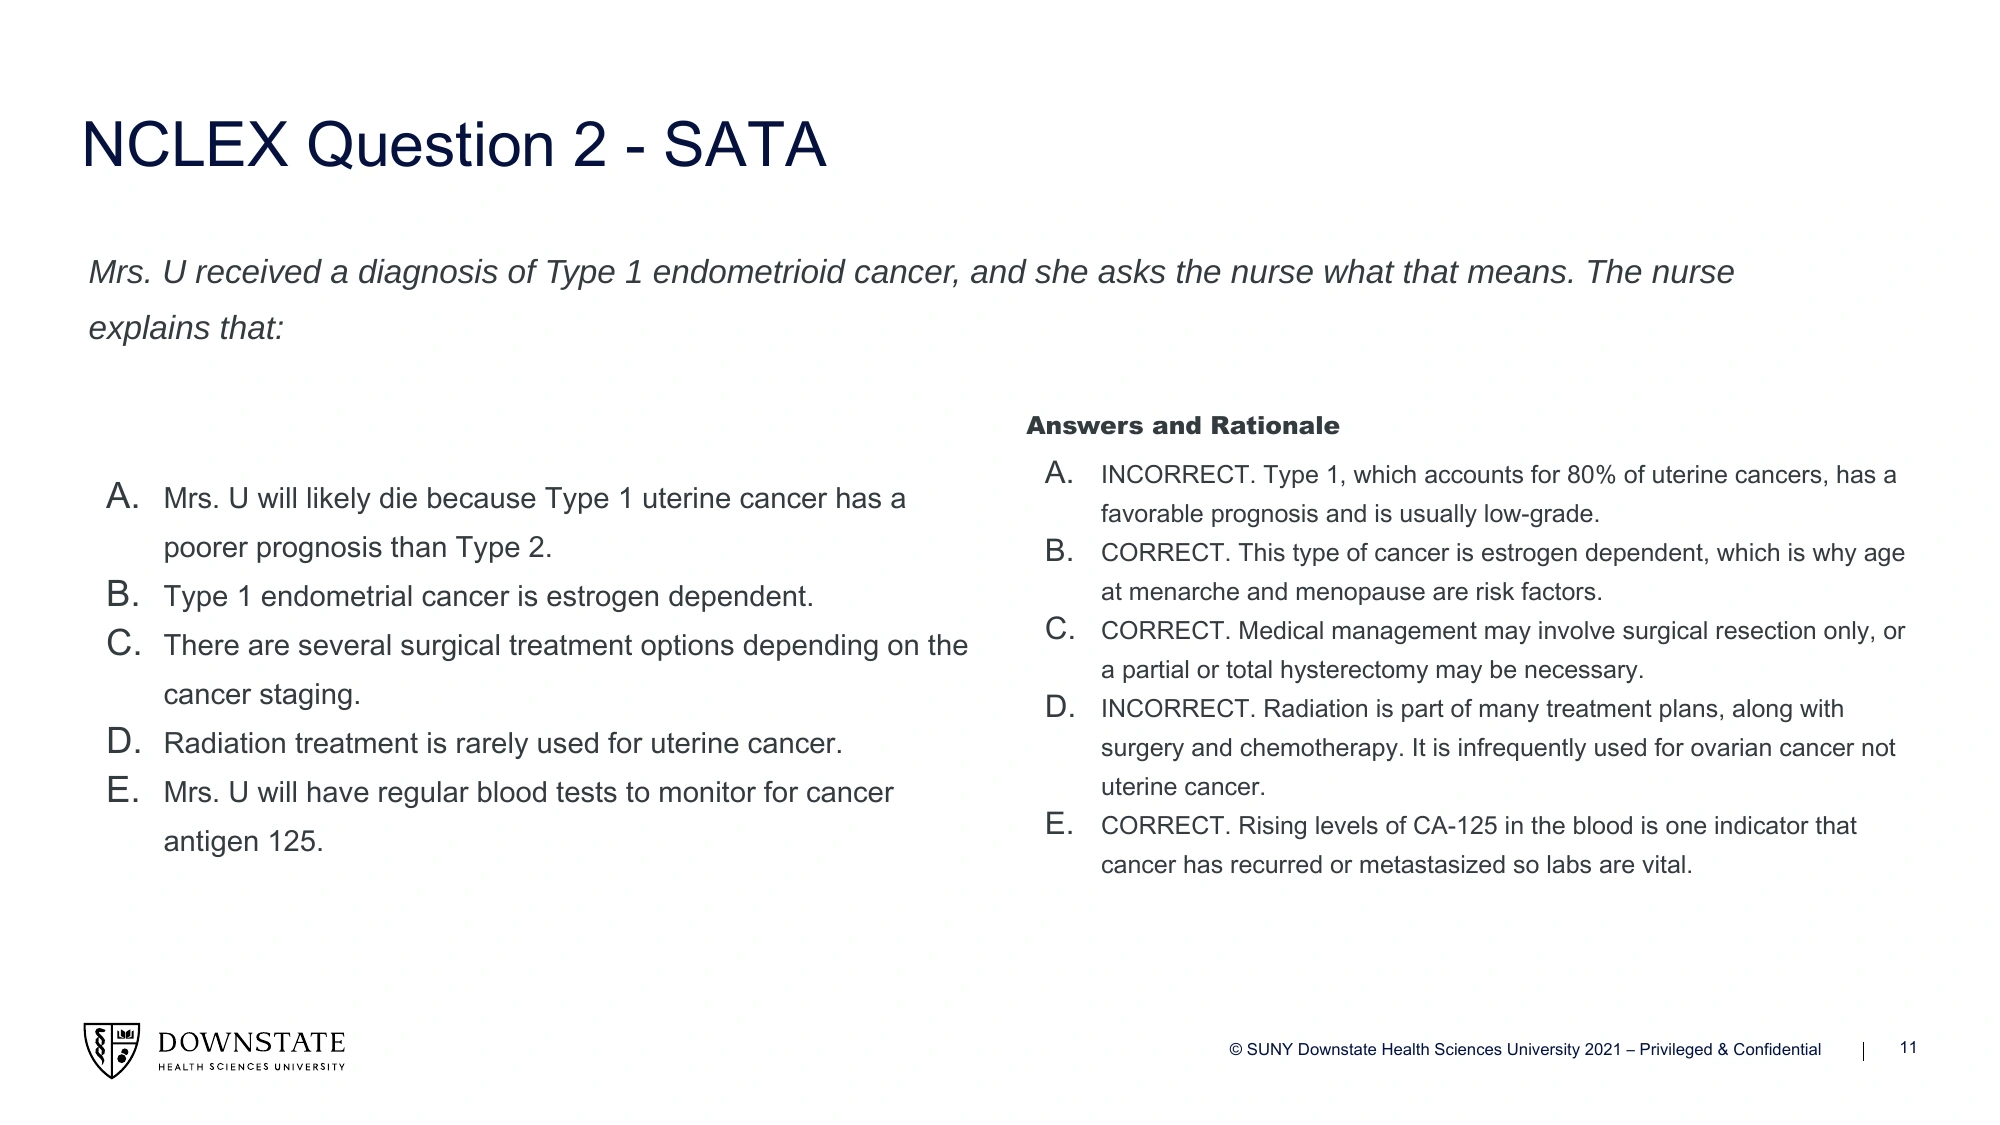 NCLEX Question 2 - SATA
Mrs. U received a diagnosis of Type 1 endometrioid cancer, and she asks the nurse what that means. The nurse
explains that:
A. Mrs. U will likely die because Type 1 uterine cancer has a
poorer prognosis than Type 2.
B. Type 1 endometrial cancer is estrogen dependent.
C. There are several surgical treatment options depending on the
cancer staging.
D. Radiation treatment is rarely used for uterine cancer.
E. Mrs. U will have regular blood tests to monitor for cancer
antigen 125.
Answers and Rationale
A. INCORRECT. Type 1, which accounts for 80% of uterine cancers, has a
favorable prognosis and is usually low-grade.
B. CORRECT. This type of cancer is estrogen dependent, which is why age
at menarche and menopause are risk factors.
C. CORRECT. Medical management may involve surgical resection only, or
a partial or total hysterectomy may be necessary.
D. INCORRECT. Radiation is part of many treatment plans, along with
surgery and chemotherapy. It is infrequently used for ovarian cancer not
uterine cancer.
E. CORRECT. Rising levels of CA-125 in the blood is one indicator that
cancer has recurred or metastasized so labs are vital.
DOWNSTATE
HEALTH SCIENCES UNIVERSITY
© SUNY Downstate Health Sciences University 2021 – Privileged & Confidential | 11